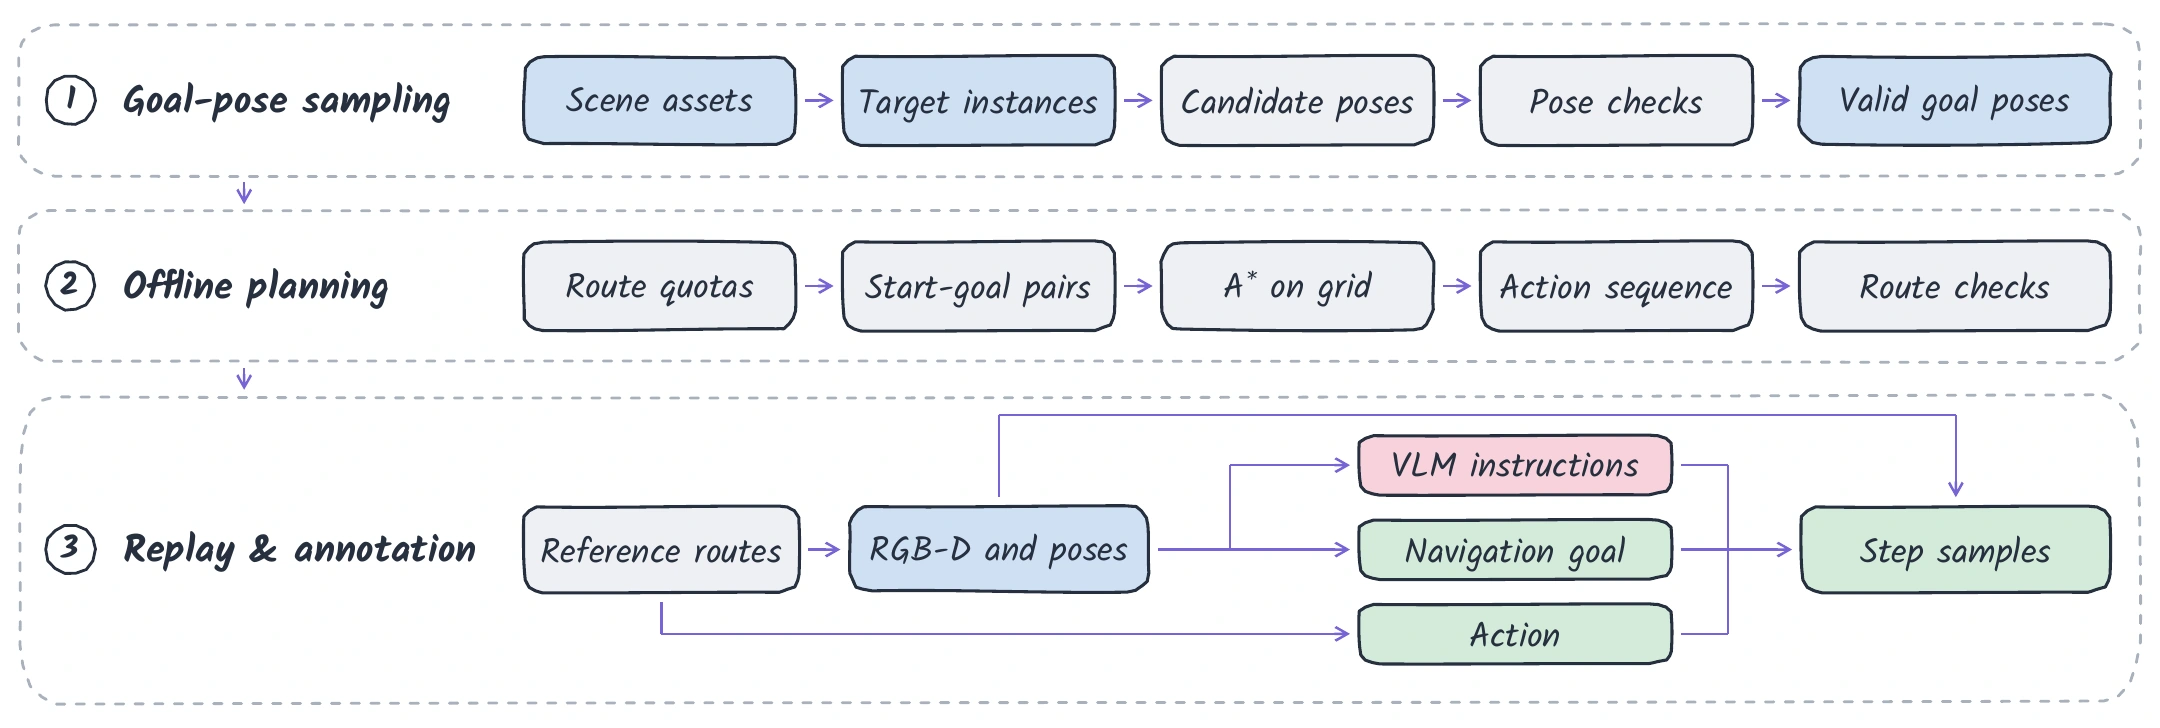 1 Goal-pose sampling
Scene assets
Target instances
Candidate poses
Pose checks
Valid goal poses
2 Offline planning
Route quotas
Start-goal pairs
A* on grid
Action sequence
Route checks
3 Replay & annotation
Reference routes
RGB-D and poses
VLM instructions
Navigation goal
Action
Step samples